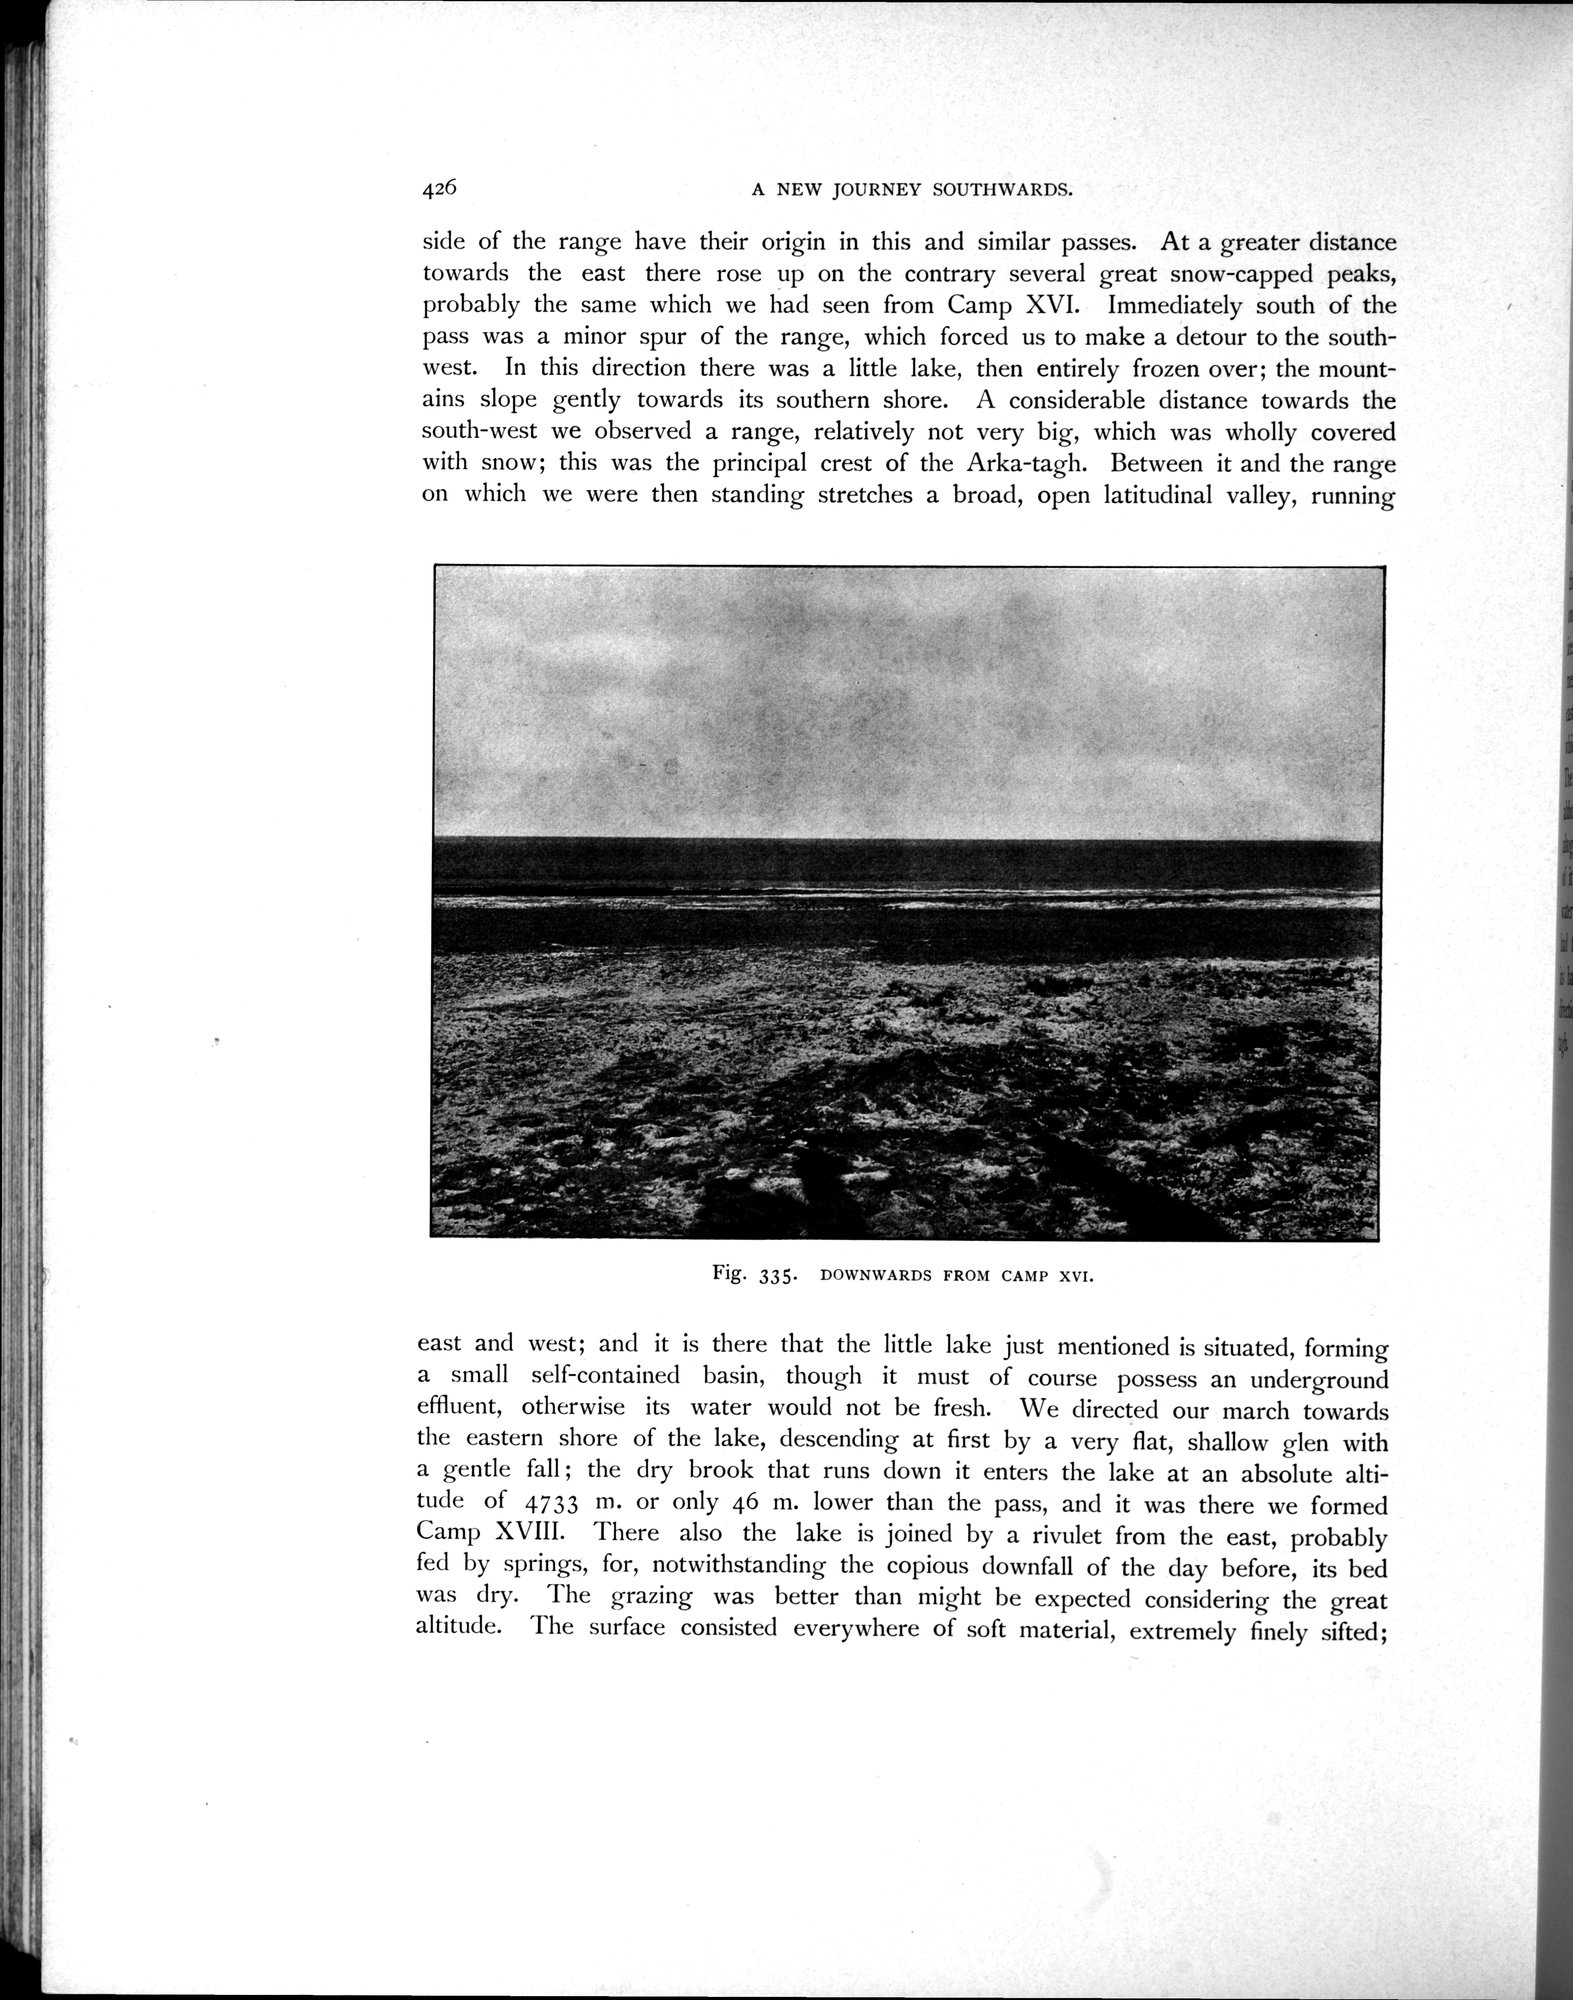 426
A NEW JOURNEY SOUTHWARDS.
side of the range have their origin in this and similar passes. At a greater distance
towards the east there rose up on the contrary several great snow-capped peaks,
probably the same which we had seen from Camp XVI. Immediately south of the
pass was a minor spur of the range, which forced us to make a detour to the south-
west. In this direction there was a little lake, then entirely frozen over; the mount-
ains slope gently towards its southern shore. A considerable distance towards the
south-west we observed a range, relatively not very big, which was wholly covered
with snow; this was the principal crest of the Arka-tagh. Between it and the range
on which we were then standing stretches a broad, open latitudinal valley, running
Fig. 335. DOWNWARDS FROM CAMP XVI.
east and west; and it is there that the little lake just mentioned is situated, forming
a small self-contained basin, though it must of course possess an underground
effluent, otherwise its water would not be fresh. We directed our march towards
the eastern shore of the lake, descending at first by a very flat, shallow glen with
a gentle fall; the dry brook that runs down it enters the lake at an absolute alti-
tude of 4733 m. or only 46 m. lower than the pass, and it was there we formed
Camp XVIII. There also the lake is joined by a rivulet from the east, probably
fed by springs, for, notwithstanding the copious downfall of the day before, its bed
was dry. The grazing was better than might be expected considering the great
altitude. The surface consisted everywhere of soft material, extremely finely sifted;